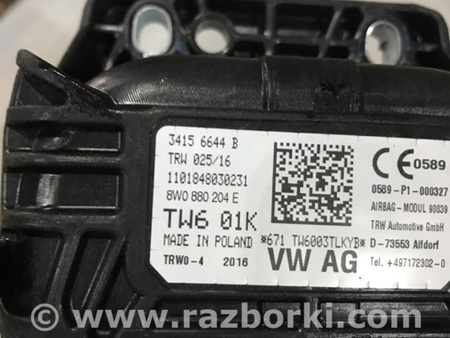 3415 6644 B
TRW 025/16
1101848030231
8W0 880 204 E
TW6 01K
MADE IN POLAND
TRW0-4 2016
*671 TW6003TLKYB*
VW AG
CE 0589
0589-P1-000327
AIRBAG-MODUL 90039
TRW Automotive GmbH
D-73553 Alfdorf
Tel. +497172302-0
www.razborki.com